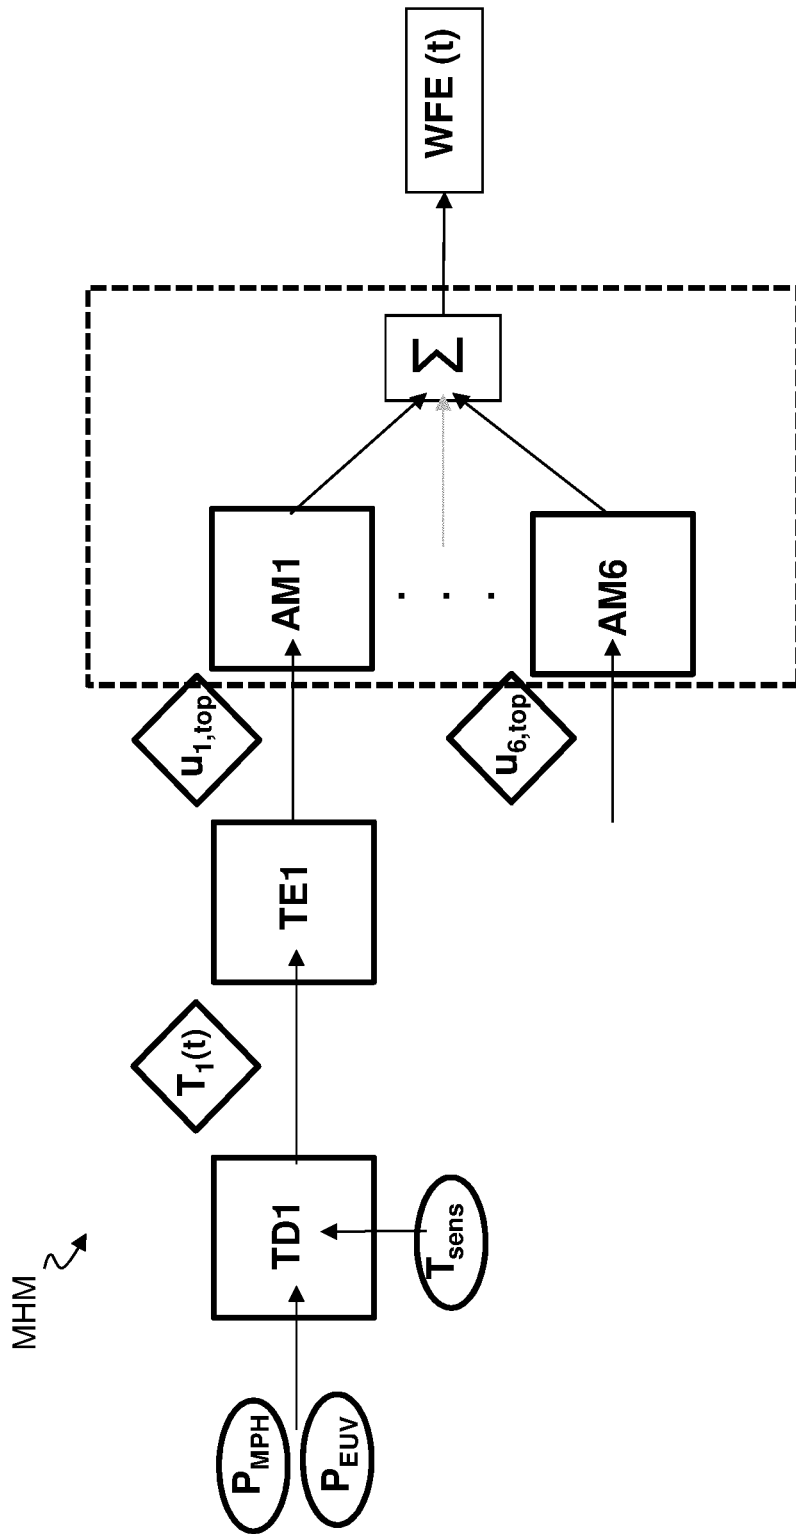 MHM
P_MPH
P_EUV
TD1
T_sens
T_1(t)
TE1
u_1,top
AM1
. . .
u_6,top
AM6
Σ
WFE (t)